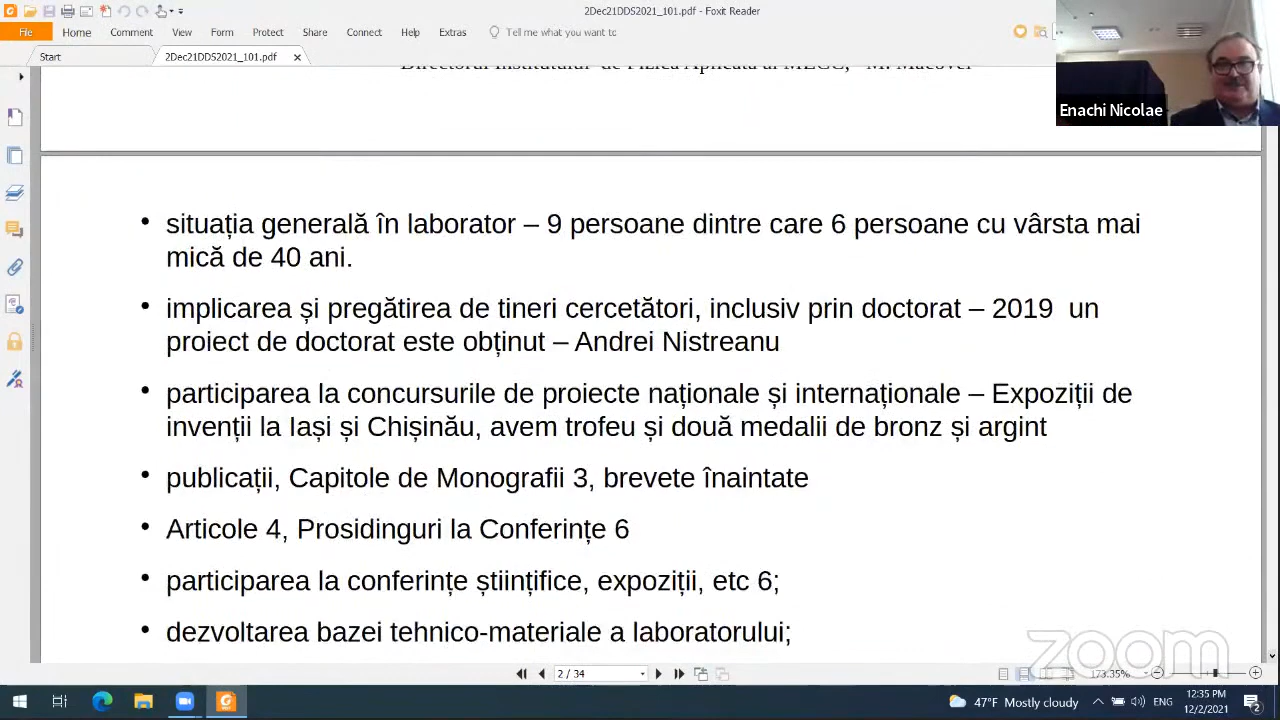 2Dec21DDS2021_101.pdf - Foxit Reader
File Home Comment View Form Protect Share Connect Help Extras Tell me what you want to
Start 2Dec21DDS2021_101.pdf
Enachi Nicolae
• situația generală în laborator – 9 persoane dintre care 6 persoane cu vârsta mai
mică de 40 ani.
• implicarea și pregătirea de tineri cercetători, inclusiv prin doctorat – 2019 un
proiect de doctorat este obținut – Andrei Nistreanu
• participarea la concursurile de proiecte naționale și internaționale – Expoziții de
invenții la Iași și Chișinău, avem trofeu și două medalii de bronz și argint
• publicații, Capitole de Monografii 3, brevete înaintate
• Articole 4, Prosidinguri la Conferințe 6
• participarea la conferințe științifice, expoziții, etc 6;
• dezvoltarea bazei tehnico-materiale a laboratorului;
zoom
2 / 34
173.35%
47°F Mostly cloudy
ENG
12:35 PM
12/2/2021
2